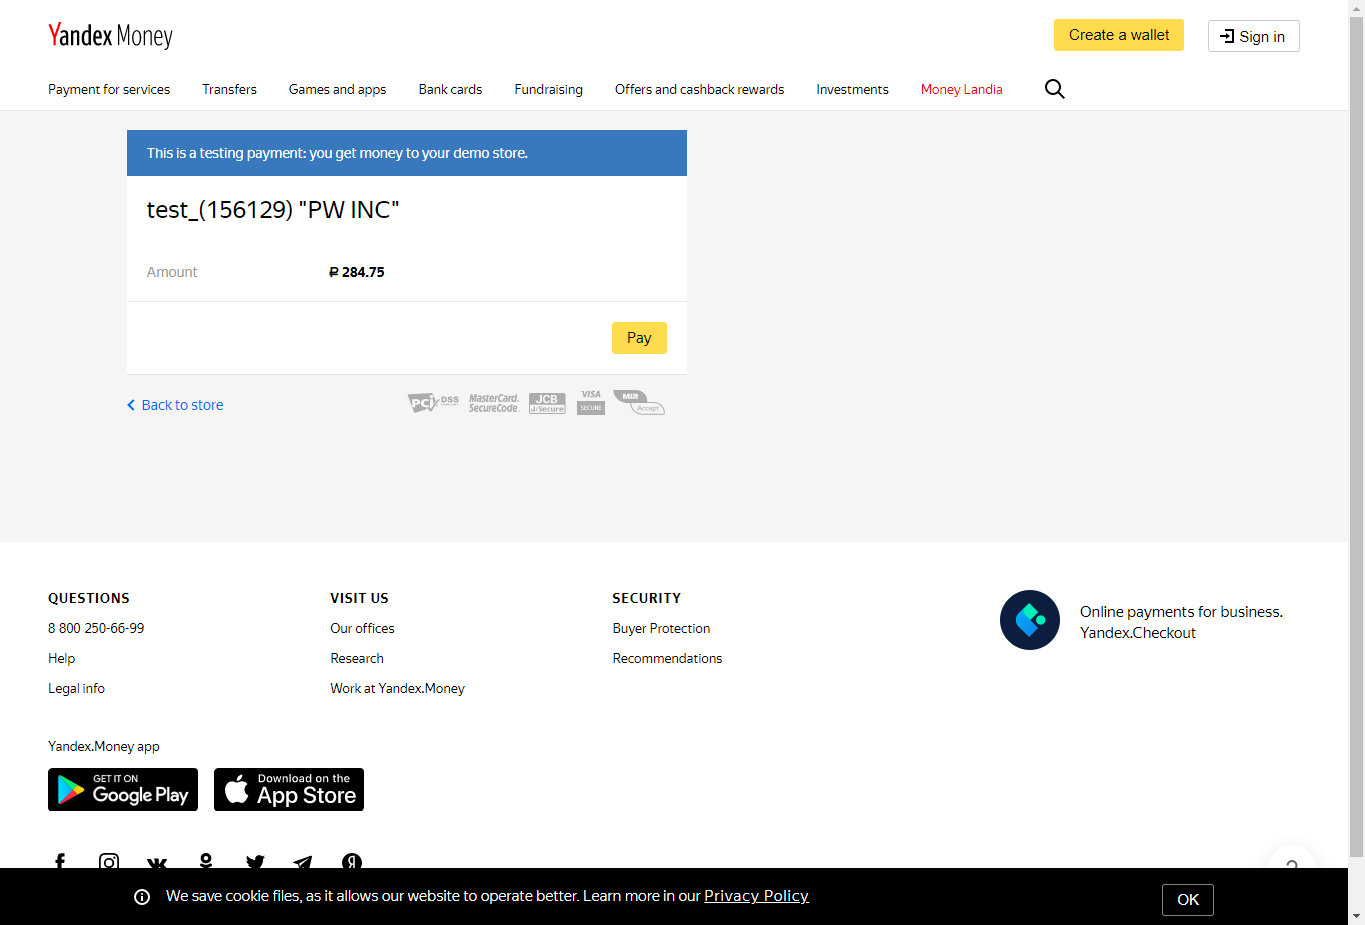 Yandex Money
Create a wallet
Sign in
Payment for services
Transfers
Games and apps
Bank cards
Fundraising
Offers and cashback rewards
Investments
Money Landia
This is a testing payment: you get money to your demo store.
test_(156129) "PW INC"
Amount
₽ 284.75
Pay
Back to store
PCI DSS
MasterCard.
SecureCode.
JCB
J/Secure
VISA
SECURE
МИР
Accept
QUESTIONS
8 800 250-66-99
Help
Legal info
VISIT US
Our offices
Research
Work at Yandex.Money
SECURITY
Buyer Protection
Recommendations
Online payments for business.
Yandex.Checkout
Yandex.Money app
GET IT ON
Google Play
Download on the
App Store
We save cookie files, as it allows our website to operate better. Learn more in our Privacy Policy
OK